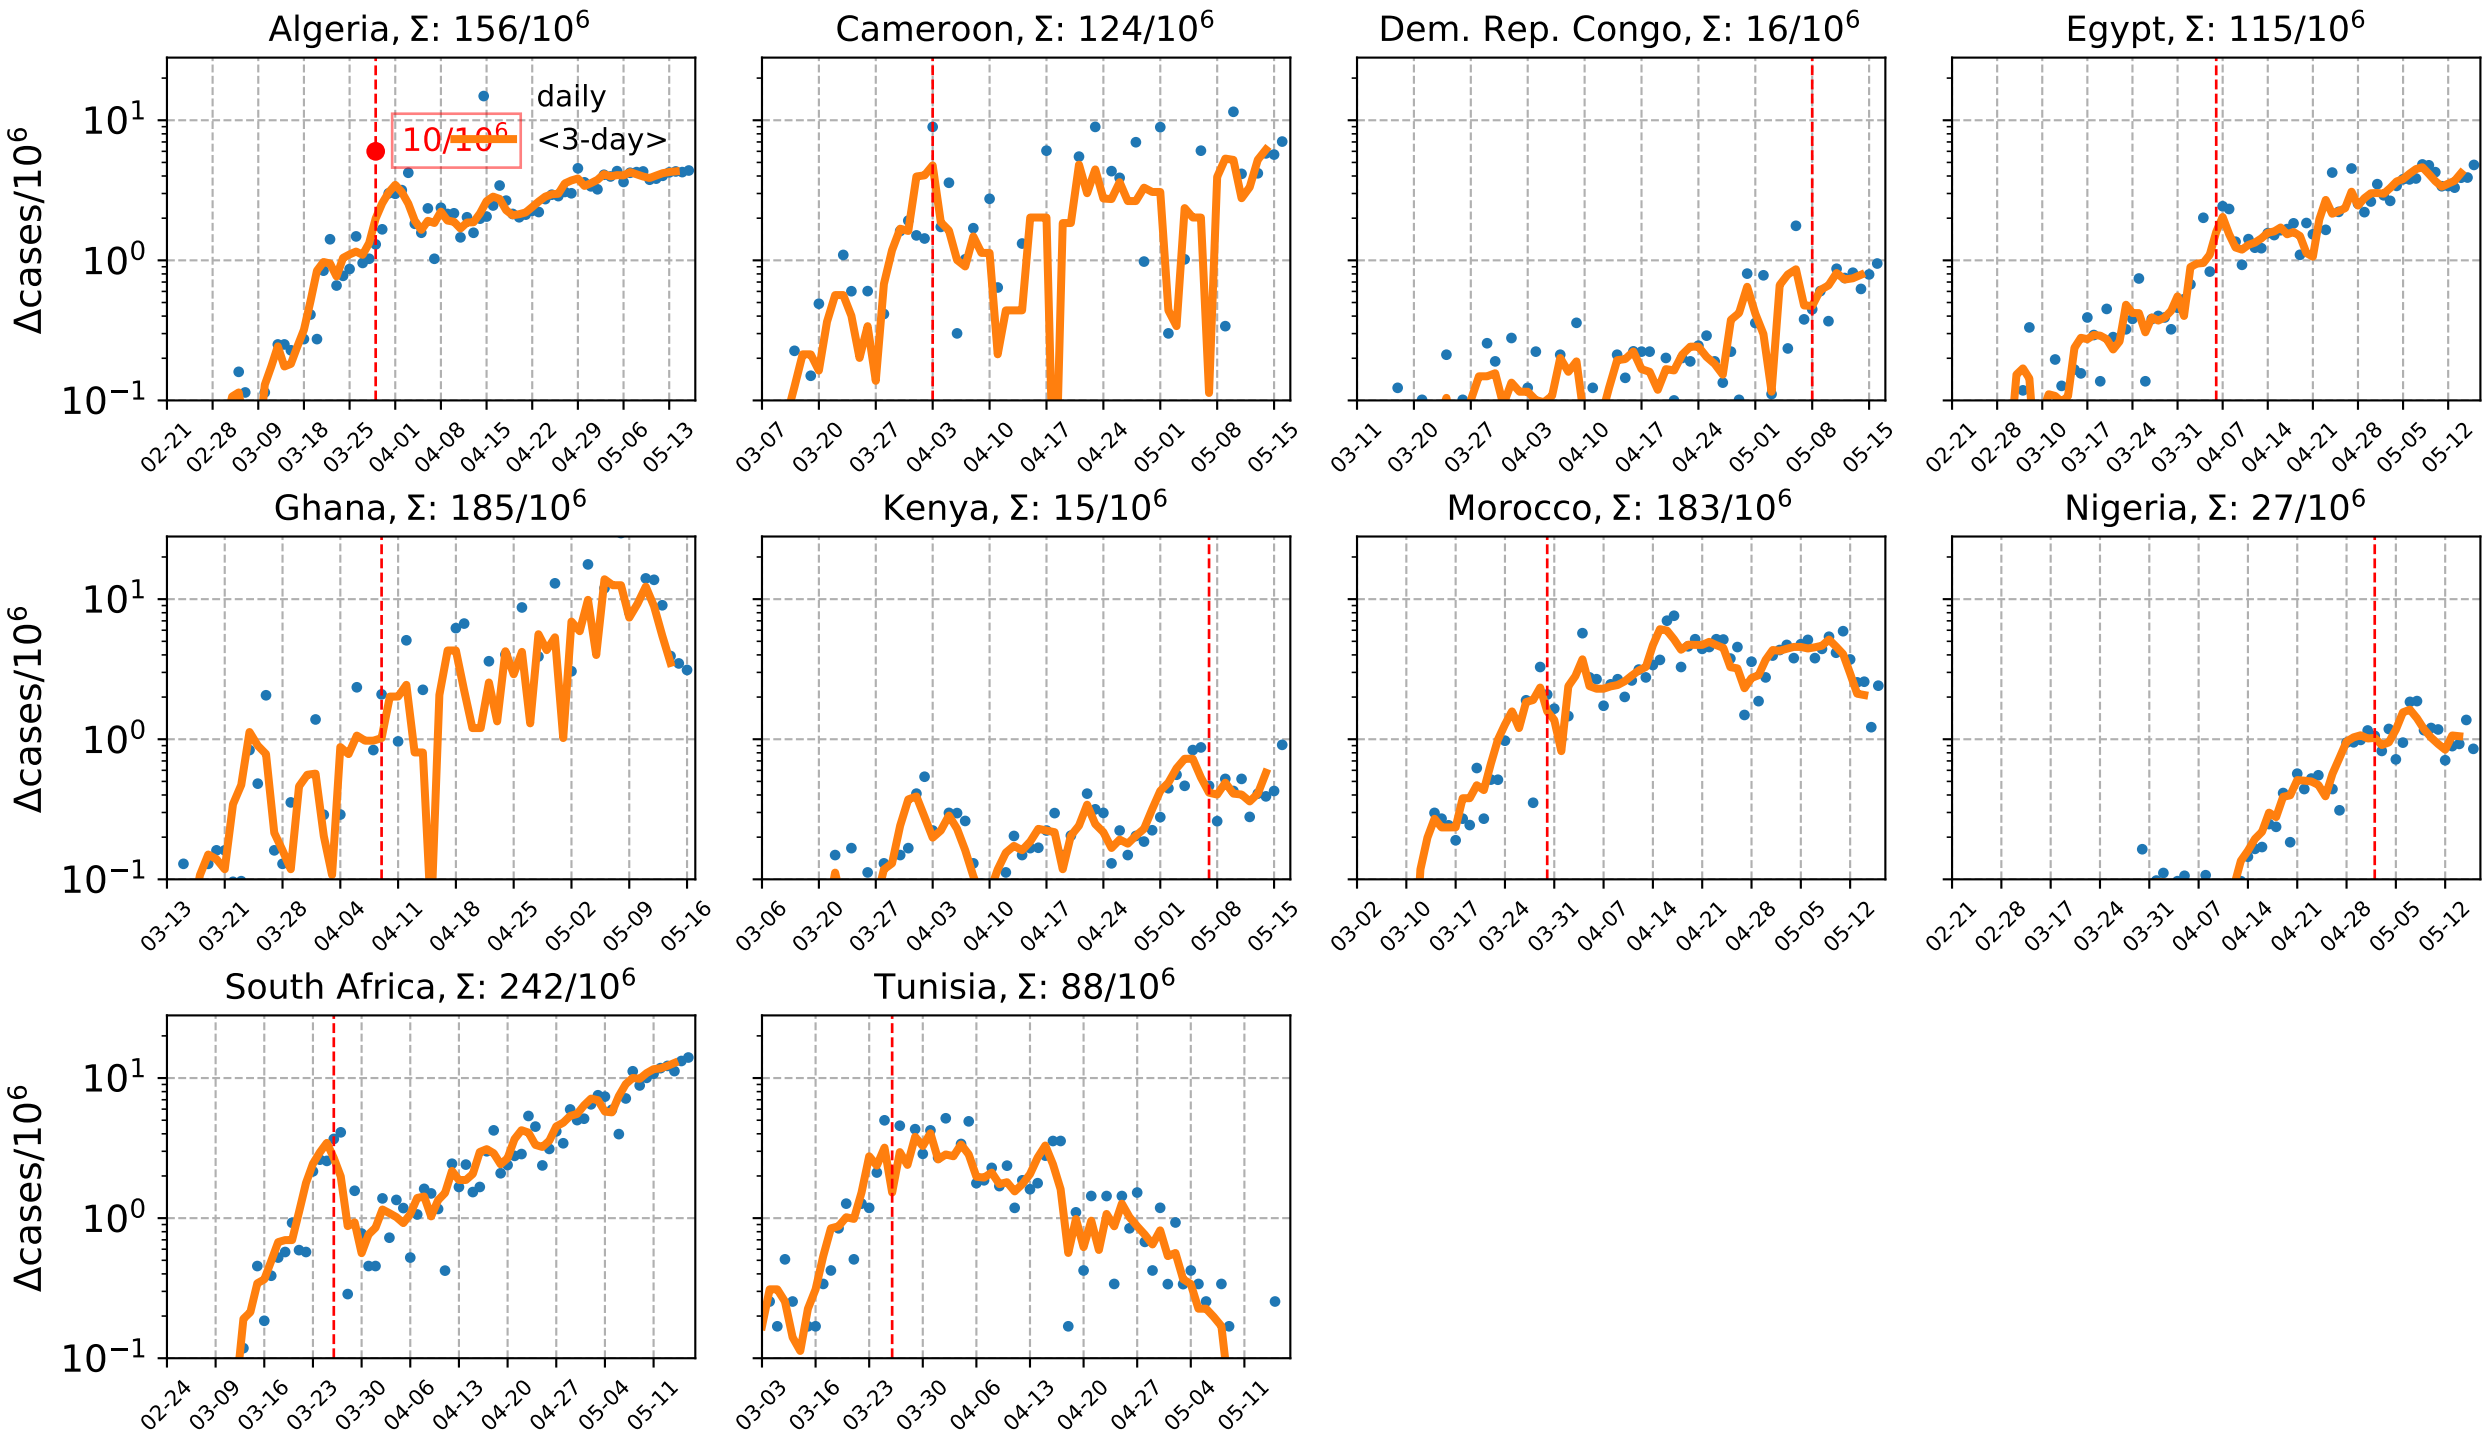 Algeria, Σ: 156/10⁶
Cameroon, Σ: 124/10⁶
Dem. Rep. Congo, Σ: 16/10⁶
Egypt, Σ: 115/10⁶
Δcases/10⁶
10¹
10⁰
10⁻¹
10/10⁶
daily
<3-day>
02-21 02-28 03-09 03-18 03-25 04-01 04-08 04-15 04-22 04-29 05-06 05-13
03-07 03-20 03-27 04-03 04-10 04-17 04-24 05-01 05-08 05-15
03-11 03-20 03-27 04-03 04-10 04-17 04-24 05-01 05-08 05-15
02-21 02-28 03-10 03-17 03-24 03-31 04-07 04-14 04-21 04-28 05-05 05-12
Ghana, Σ: 185/10⁶
Kenya, Σ: 15/10⁶
Morocco, Σ: 183/10⁶
Nigeria, Σ: 27/10⁶
Δcases/10⁶
10¹
10⁰
10⁻¹
03-13 03-21 03-28 04-04 04-11 04-18 04-25 05-02 05-09 05-16
03-06 03-20 03-27 04-03 04-10 04-17 04-24 05-01 05-08 05-15
03-02 03-10 03-17 03-24 03-31 04-07 04-14 04-21 04-28 05-05 05-12
02-21 02-28 03-17 03-24 03-31 04-07 04-14 04-21 04-28 05-05 05-12
South Africa, Σ: 242/10⁶
Tunisia, Σ: 88/10⁶
Δcases/10⁶
10¹
10⁰
10⁻¹
02-24 03-09 03-16 03-23 03-30 04-06 04-13 04-20 04-27 05-04 05-11
03-03 03-16 03-23 03-30 04-06 04-13 04-20 04-27 05-04 05-11